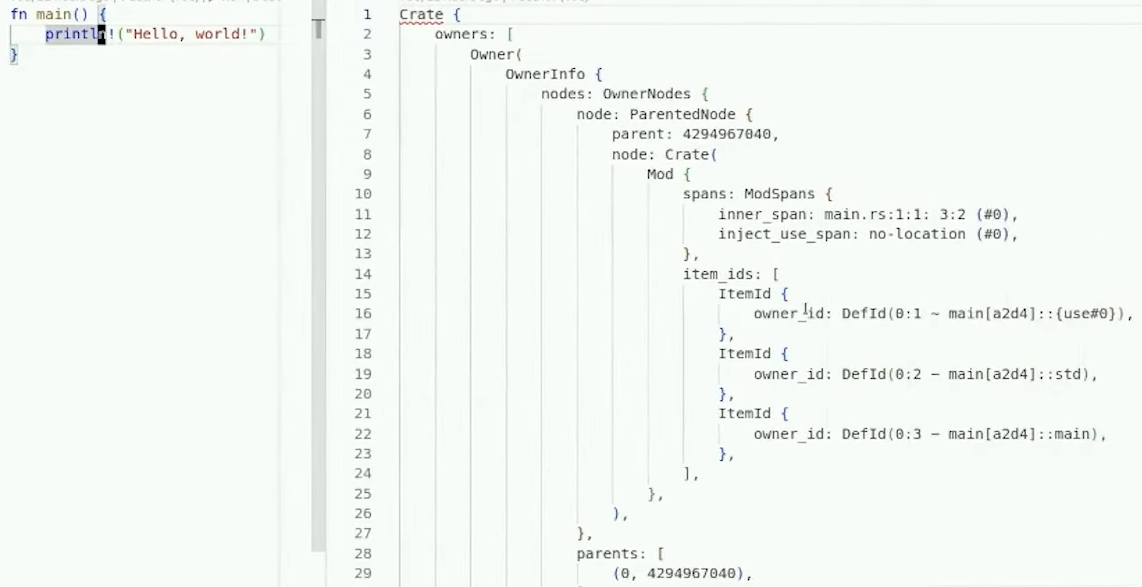 fn main() {
    println!("Hello, world!")
}
1 Crate {
2     owners: [
3         Owner(
4             OwnerInfo {
5                 nodes: OwnerNodes {
6                     node: ParentedNode {
7                         parent: 4294967040,
8                         node: Crate(
9                             Mod {
10                                 spans: ModSpans {
11                                     inner_span: main.rs:1:1: 3:2 (#0),
12                                     inject_use_span: no-location (#0),
13                                 },
14                                 item_ids: [
15                                     ItemId {
16                                         owner_id: DefId(0:1 ~ main[a2d4]::{use#0}),
17                                     },
18                                     ItemId {
19                                         owner_id: DefId(0:2 ~ main[a2d4]::std),
20                                     },
21                                     ItemId {
22                                         owner_id: DefId(0:3 ~ main[a2d4]::main),
23                                     },
24                                 ],
25                             },
26                         ),
27                     },
28                     parents: [
29                         (0, 4294967040),